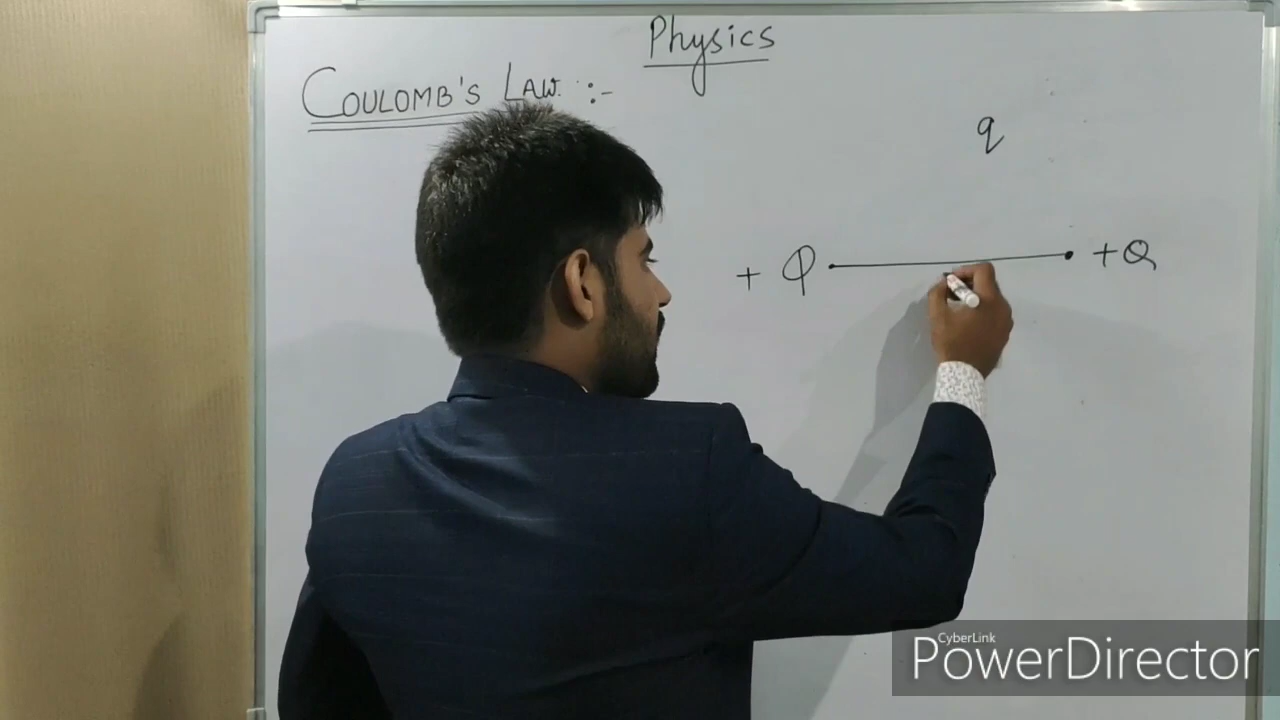 Physics
COULOMB'S LAW :-
q
+ φ +Q
CyberLink
PowerDirector